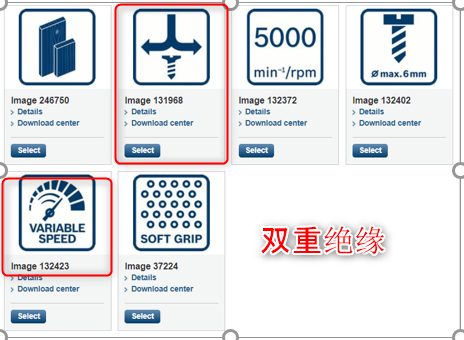 5000
min⁻¹/rpm
ø max. 6mm
Image 246750
Details
Download center
Select
Image 131968
Details
Download center
Select
Image 132372
Details
Download center
Select
Image 132402
Details
Download center
Select
VARIABLE
SPEED
Image 132423
Details
Download center
Select
SOFT GRIP
Image 37224
Details
Download center
Select
双重绝缘